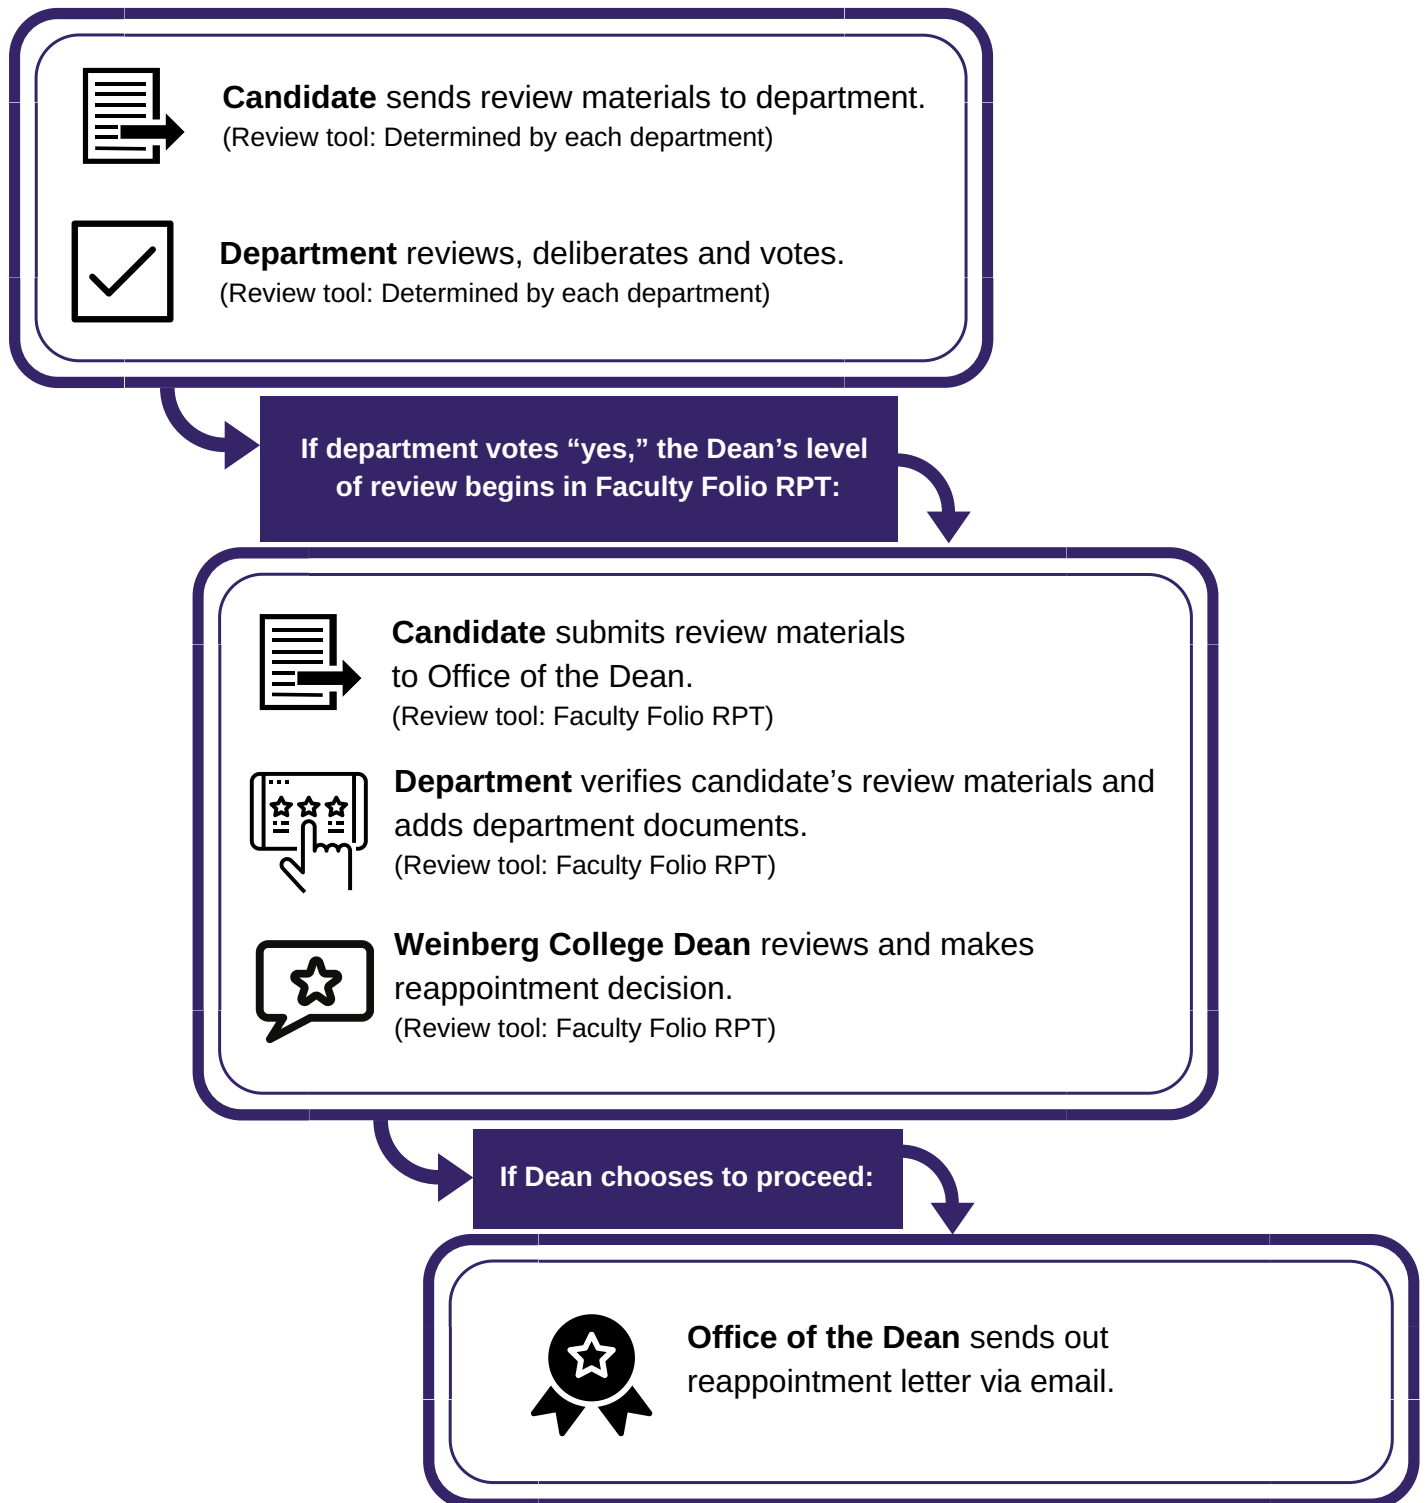 Candidate sends review materials to department.
(Review tool: Determined by each department)
Department reviews, deliberates and votes.
(Review tool: Determined by each department)
If department votes “yes,” the Dean’s level
of review begins in Faculty Folio RPT:
Candidate submits review materials
to Office of the Dean.
(Review tool: Faculty Folio RPT)
Department verifies candidate’s review materials and
adds department documents.
(Review tool: Faculty Folio RPT)
Weinberg College Dean reviews and makes
reappointment decision.
(Review tool: Faculty Folio RPT)
If Dean chooses to proceed:
Office of the Dean sends out
reappointment letter via email.